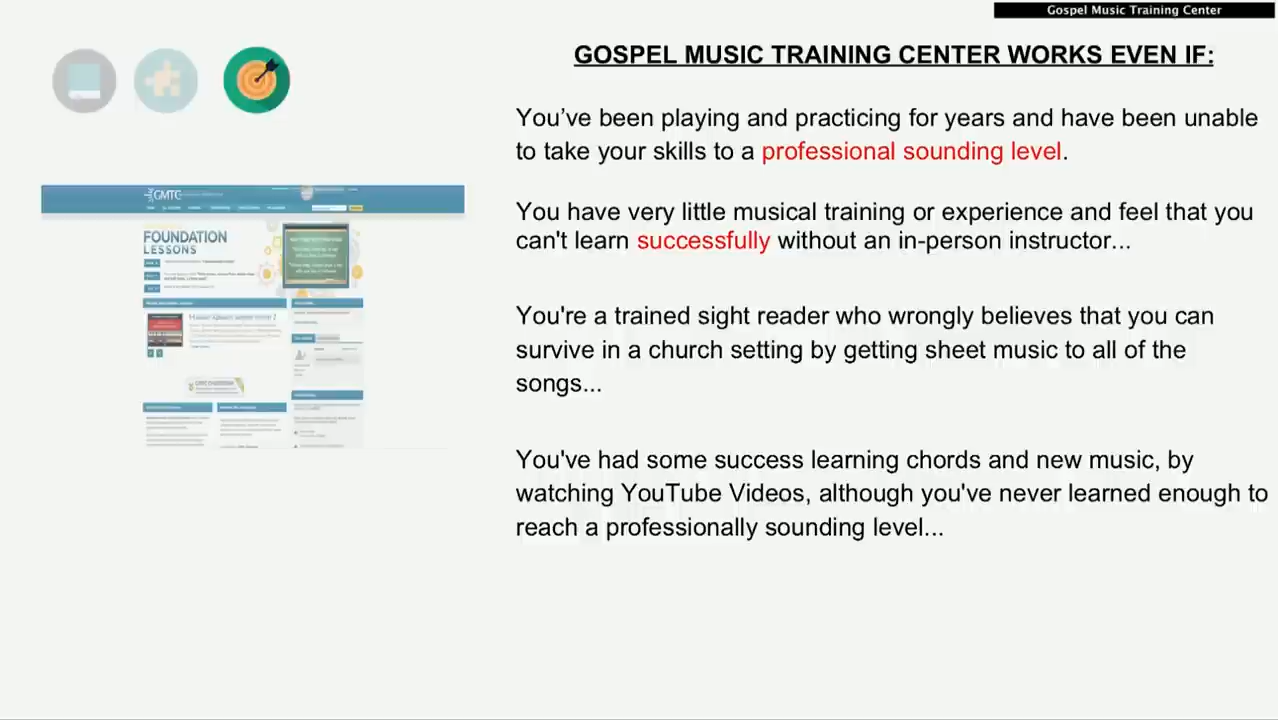 Gospel Music Training Center
GOSPEL MUSIC TRAINING CENTER WORKS EVEN IF:
You’ve been playing and practicing for years and have been unable
to take your skills to a professional sounding level.
You have very little musical training or experience and feel that you
can't learn successfully without an in-person instructor...
You're a trained sight reader who wrongly believes that you can
survive in a church setting by getting sheet music to all of the
songs...
You've had some success learning chords and new music, by
watching YouTube Videos, although you've never learned enough to
reach a professionally sounding level...
GMTC
FOUNDATION
LESSONS